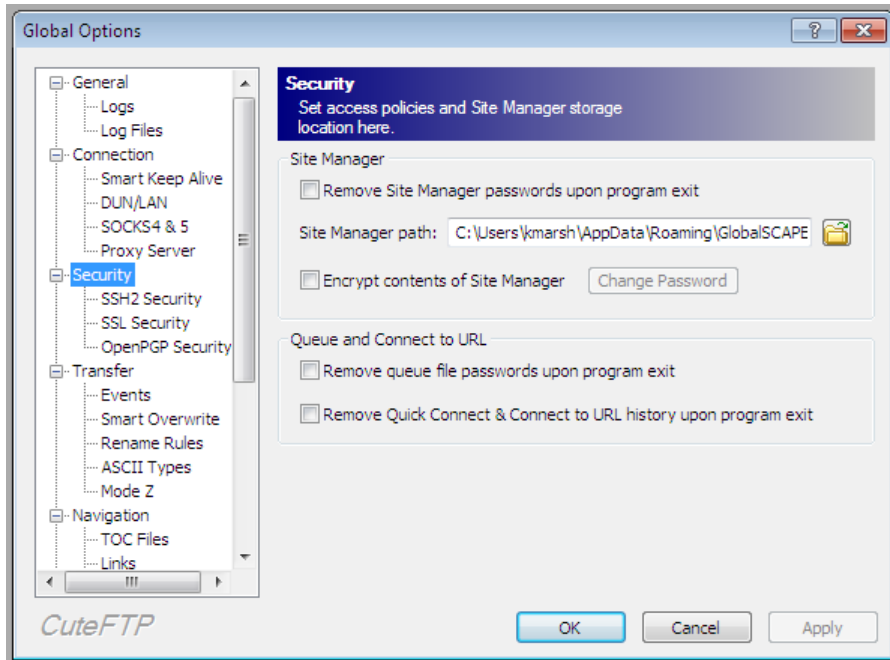 Global Options
General
Logs
Log Files
Connection
Smart Keep Alive
DUN/LAN
SOCKS4 & 5
Proxy Server
Security
SSH2 Security
SSL Security
OpenPGP Security
Transfer
Events
Smart Overwrite
Rename Rules
ASCII Types
Mode Z
Navigation
TOC Files
Links
Security
Set access policies and Site Manager storage
location here.
Site Manager
Remove Site Manager passwords upon program exit
Site Manager path: C:\Users\kmarsh\AppData\Roaming\GlobalSCAPE
Encrypt contents of Site Manager Change Password
Queue and Connect to URL
Remove queue file passwords upon program exit
Remove Quick Connect & Connect to URL history upon program exit
CuteFTP
OK Cancel Apply